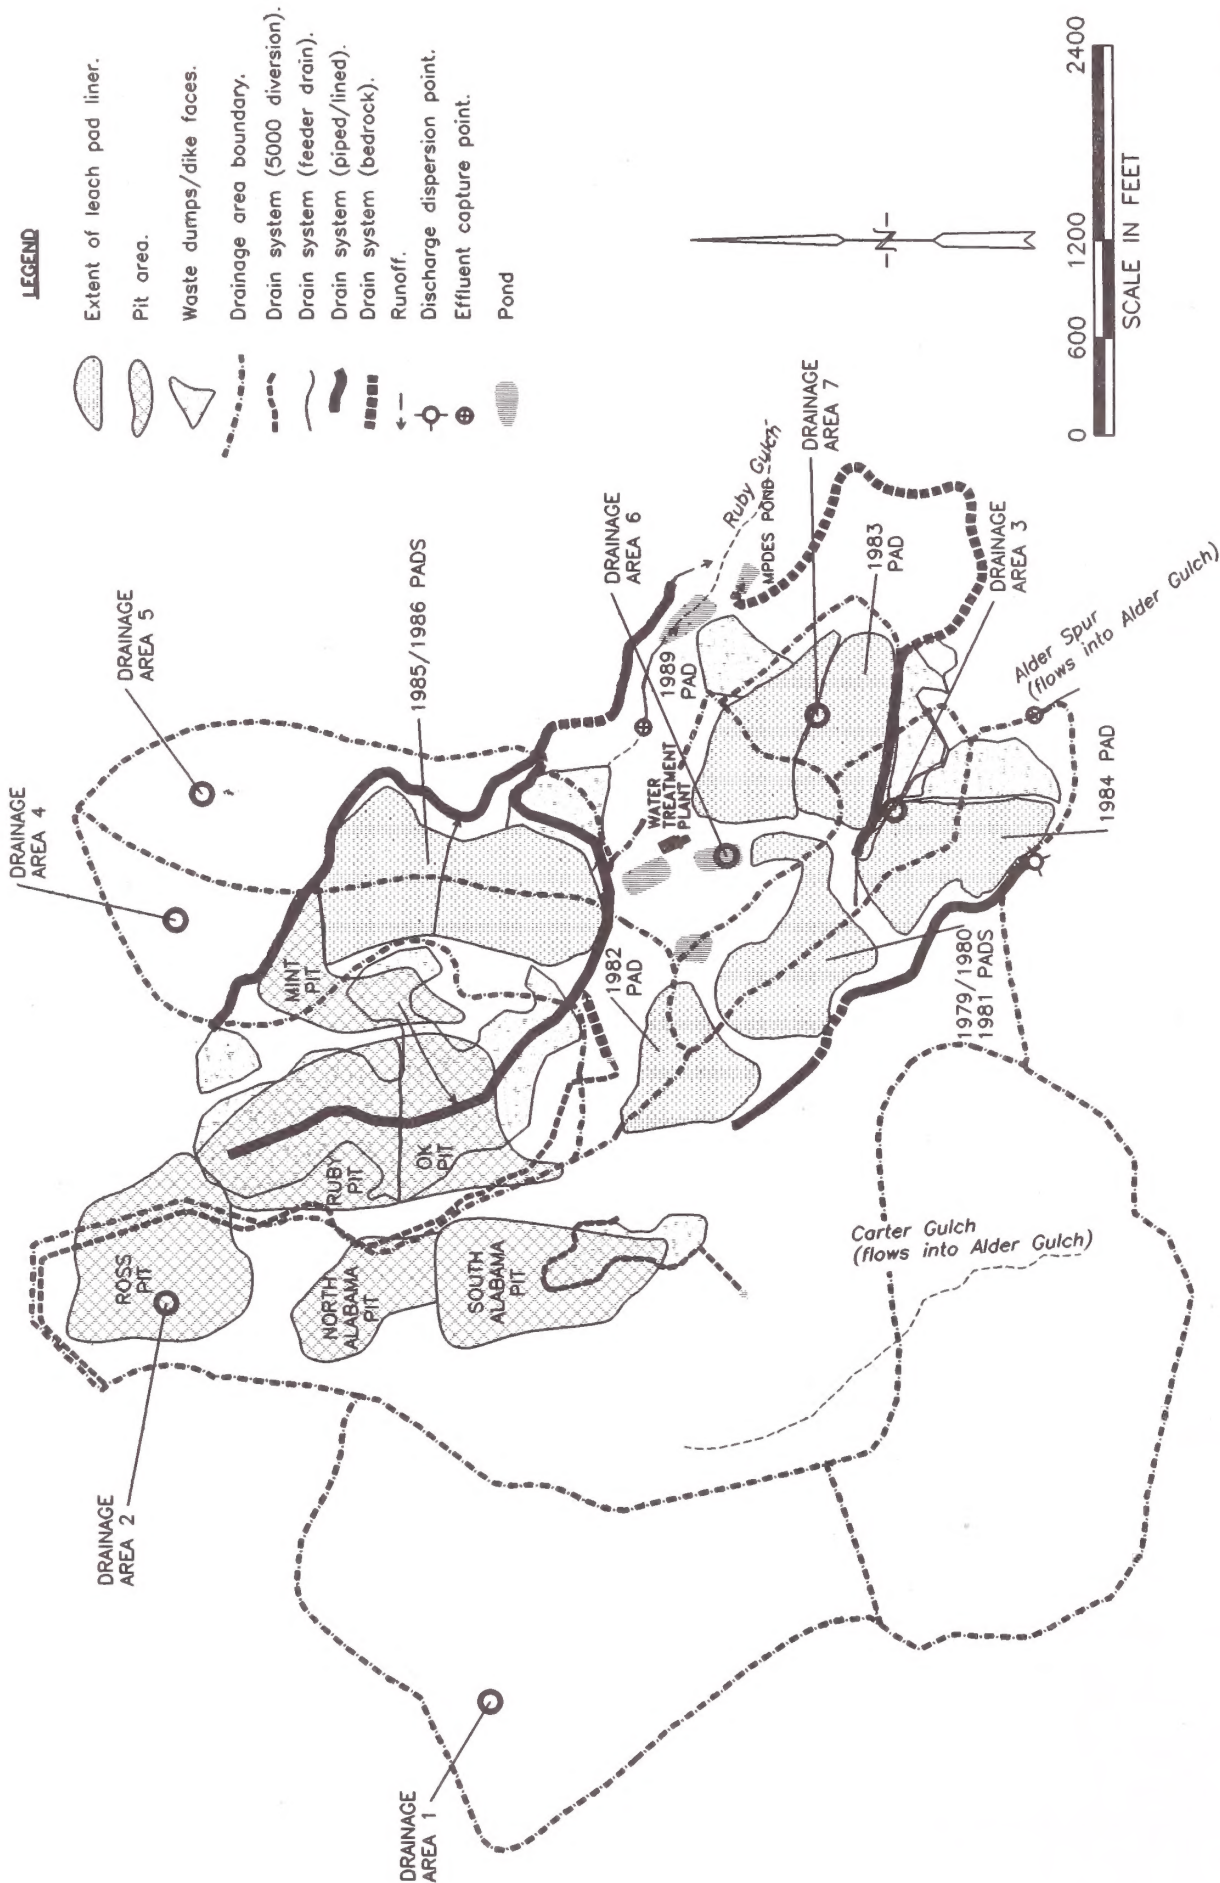 LEGEND
Extent of leach pad liner.
Pit area.
Waste dumps/dike faces.
Drainage area boundary.
Drain system (5000 diversion).
Drain system (feeder drain).
Drain system (piped/lined).
Drain system (bedrock).
Runoff.
Discharge dispersion point.
Effluent capture point.
Pond
-N-
0
600
1200
2400
SCALE IN FEET
DRAINAGE
AREA 1
DRAINAGE
AREA 2
DRAINAGE
AREA 4
DRAINAGE
AREA 5
1985/1986 PADS
ROSS
PIT
RUBY
PIT
OK
PIT
MINT
PIT
NORTH
ALABAMA
PIT
SOUTH
ALABAMA
PIT
1982
PAD
WATER
TREATMENT
PLANT
1989
PAD
DRAINAGE
AREA 6
Ruby Gulch
MPDES POND
DRAINAGE
AREA 7
1983
PAD
DRAINAGE
AREA 3
Alder Spur
(flows into Alder Gulch)
1984 PAD
1979/1980
1981 PADS
Carter Gulch
(flows into Alder Gulch)